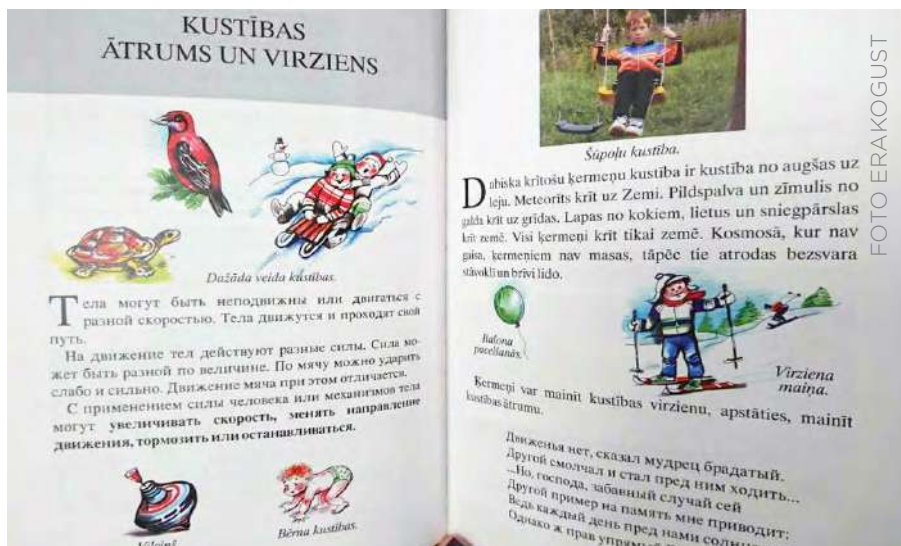 KUSTĪBAS
ĀTRUMS UN VIRZIENS
Dažāda veida kustības.
Тела могут быть неподвижны или двигаться с
разной скоростью. Тела движутся и проходят свой
путь.
На движение тел действуют разные силы. Сила мо-
жет быть разной по величине. По мячу можно ударить
слабо и сильно. Движение мяча при этом отличается.
С применением силы человека или механизмов тела
могут увеличивать скорость, менять направление
движения, тормозить или останавливаться.
Bērna kustības.
Šūpoļu kustība.
Dabiska krītošu ķermeņu kustība ir kustība no augšas uz
leju. Meteorīts krīt uz Zemi. Pildspalva un zīmulis no
galda krīt uz grīdas. Lapas no kokiem, lietus un sniegpārslas
krīt zemē. Visi ķermeņi krīt tikai zemē. Kosmosā, kur nav
gaisa, ķermeņiem nav masas, tāpēc tie atrodas bezsvara
stāvoklī un brīvi lido.
Balona
pacelšanās.
Virziena
maiņa.
Ķermeņi var mainīt kustības virzienu, apstāties, mainīt
kustības ātrumu.
Движенья нет, сказал мудрец брадатый.
Другой смолчал и стал пред ним ходить...
...Но, господа, забавный случай сей
Другой пример на память мне приводит:
Ведь каждый день пред нами
Однако ж прав
FOTO ERAKOGUST